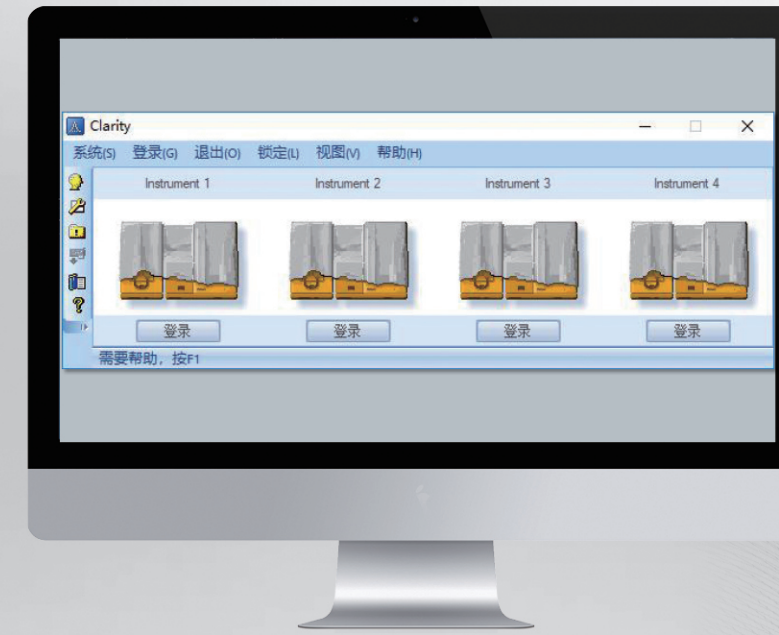 Clarity
系统(S) 登录(G) 退出(O) 锁定(L) 视图(V) 帮助(H)
Instrument 1 Instrument 2 Instrument 3 Instrument 4
登录 登录 登录 登录
需要帮助，按F1